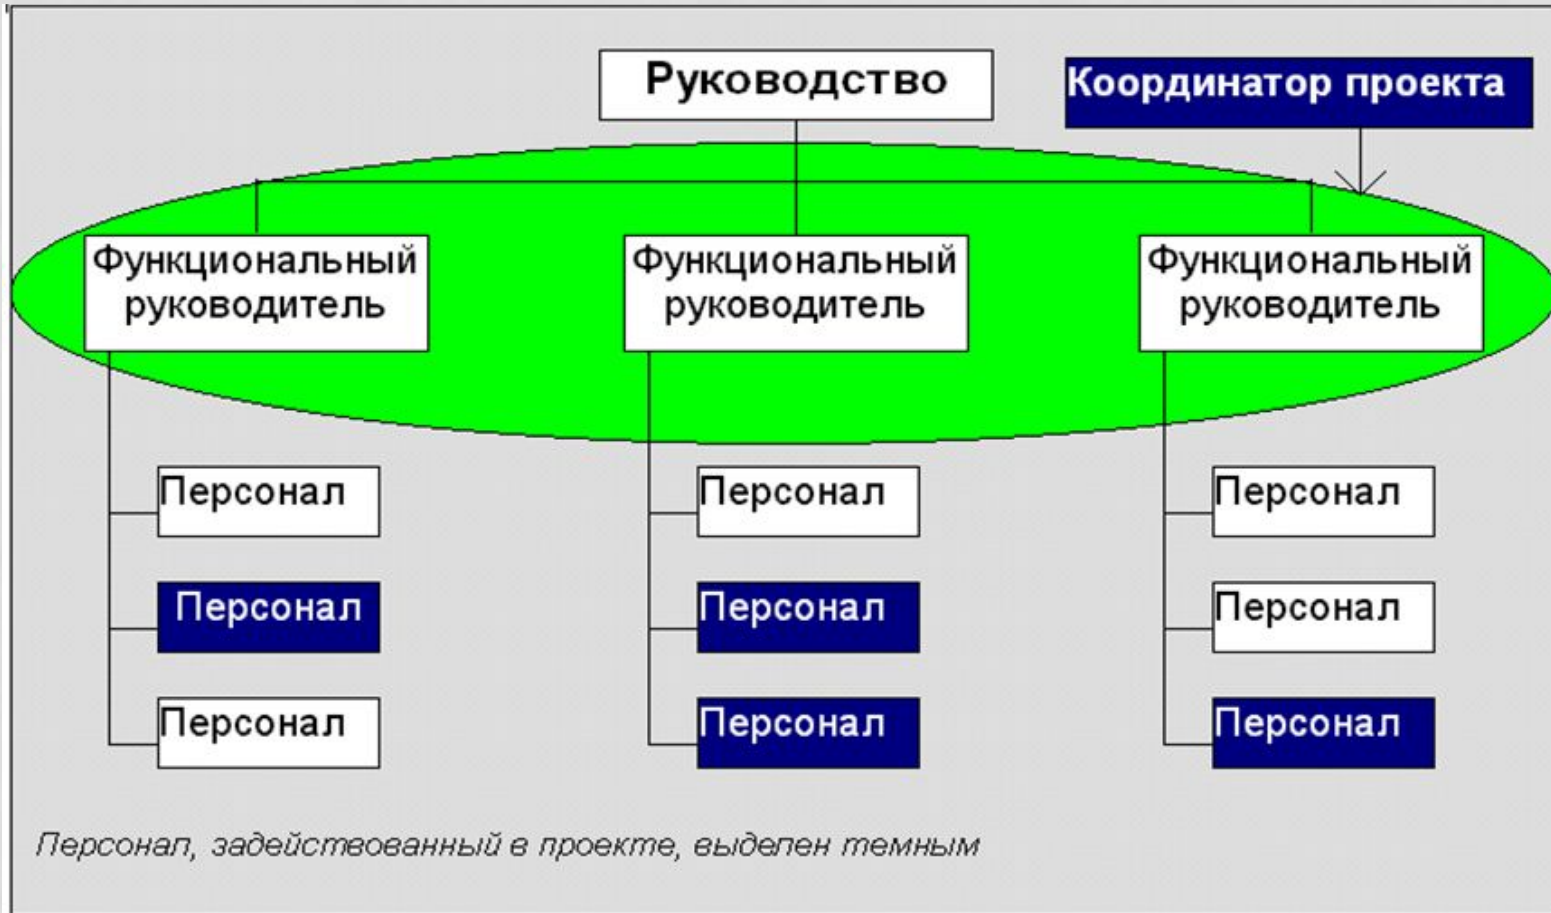 Руководство
Координатор проекта
Функциональный
руководитель
Функциональный
руководитель
Функциональный
руководитель
Персонал
Персонал
Персонал
Персонал
Персонал
Персонал
Персонал
Персонал
Персонал
Персонал, задействованный в проекте, выделен темным